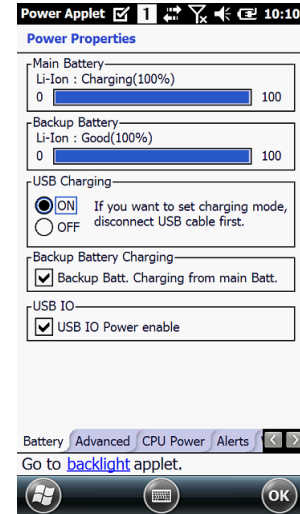 Power Applet 1 10:10
Power Properties
Main Battery
Li-Ion : Charging(100%)
0 100
Backup Battery
Li-Ion : Good(100%)
0 100
USB Charging
ON If you want to set charging mode,
OFF disconnect USB cable first.
Backup Battery Charging
Backup Batt. Charging from main Batt.
USB IO
USB IO Power enable
Battery Advanced CPU Power Alerts
Go to backlight applet.
OK